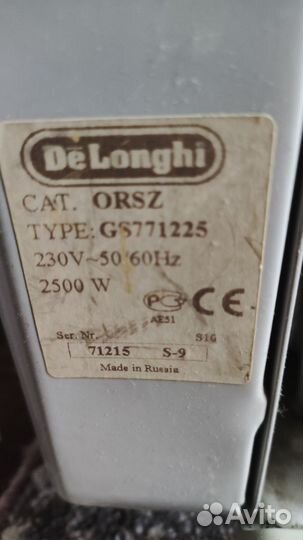 DeLonghi
CAT. ORSZ
TYPE: GS771225
230V~50/60Hz
2500 W
PC CE
AE51
Ser. Nr. S16
71215 S-9
Made in Russia
Avito